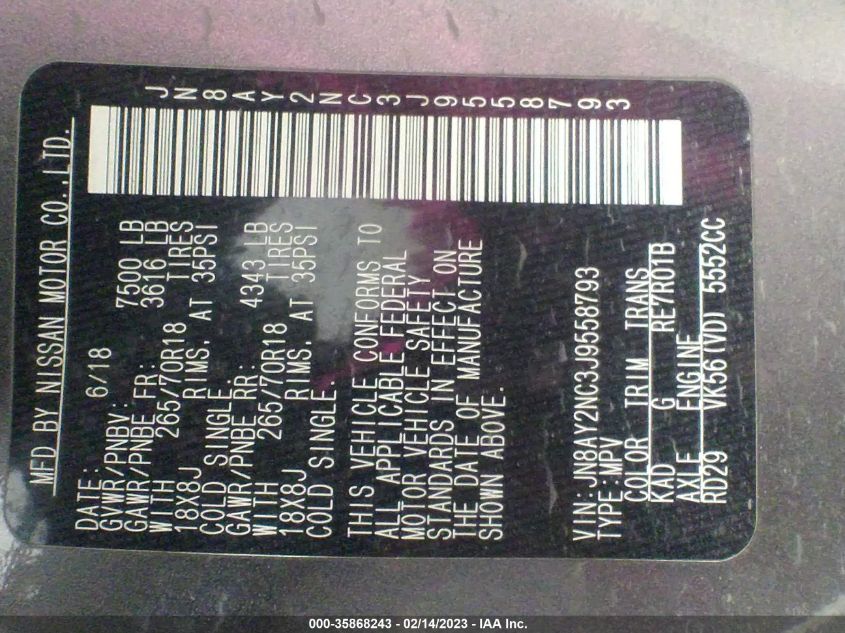 MFD BY NISSAN MOTOR CO.,LTD.
JN8AY2NC3J9558793
DATE: 6/18
GVWR/PNBV: 7500 LB
GAWR/PNBE FR: 3616 LB
WITH 265/70R18 TIRES
18X8J RIMS, AT 35PSI
COLD SINGLE.
GAWR/PNBE RR: 4343 LB
WITH 265/70R18 TIRES
18X8J RIMS, AT 35PSI
COLD SINGLE.
THIS VEHICLE CONFORMS TO
ALL APPLICABLE FEDERAL
MOTOR VEHICLE SAFETY
STANDARDS IN EFFECT ON
THE DATE OF MANUFACTURE
SHOWN ABOVE.
VIN:JN8AY2NC3J9558793
TYPE:MPV
COLOR TRIM TRANS
KAD G RE7R01B
AXLE ENGINE
RD29 VK56(VD) 5552CC
000-35868243 - 02/14/2023 - IAA Inc.